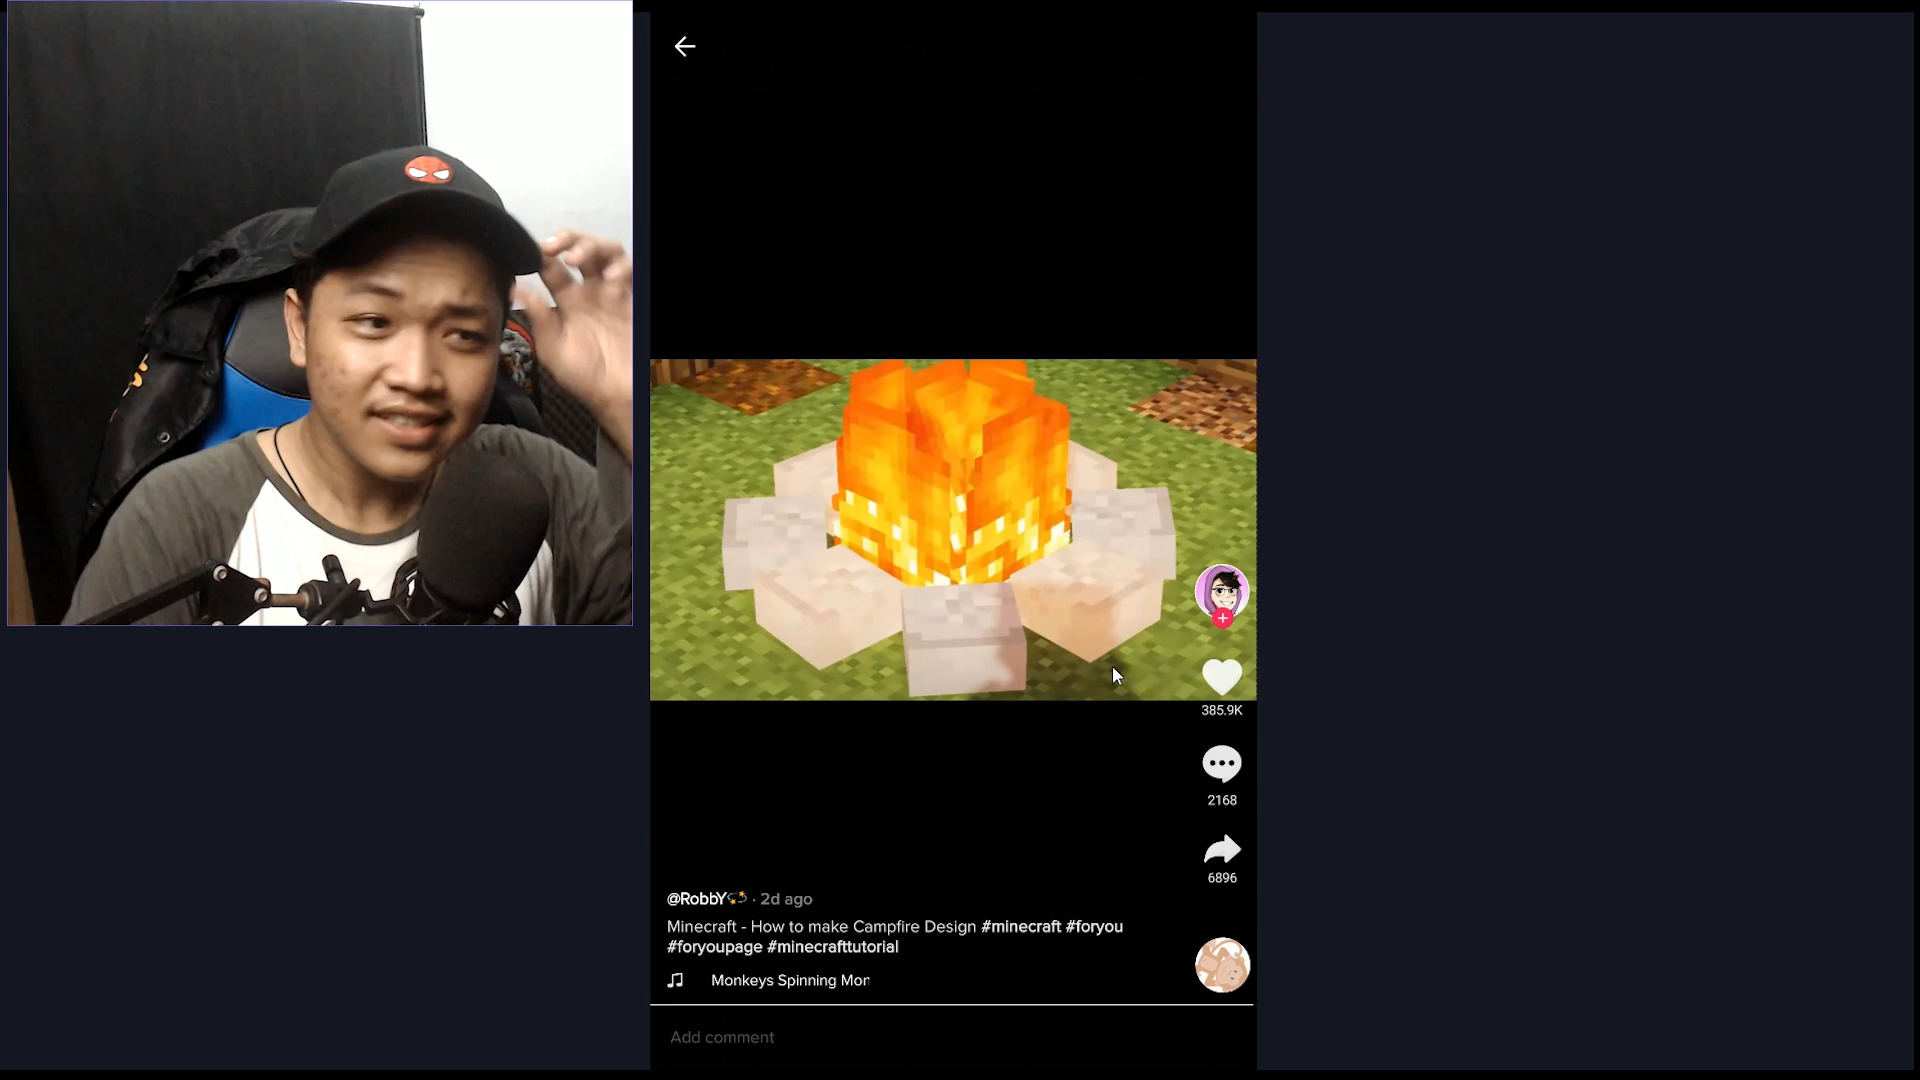 385.9K
2168
6896
@RobbY💫 · 2d ago
Minecraft - How to make Campfire Design #minecraft #foryou
#foryoupage #minecrafttutorial
Monkeys Spinning Mon
Add comment